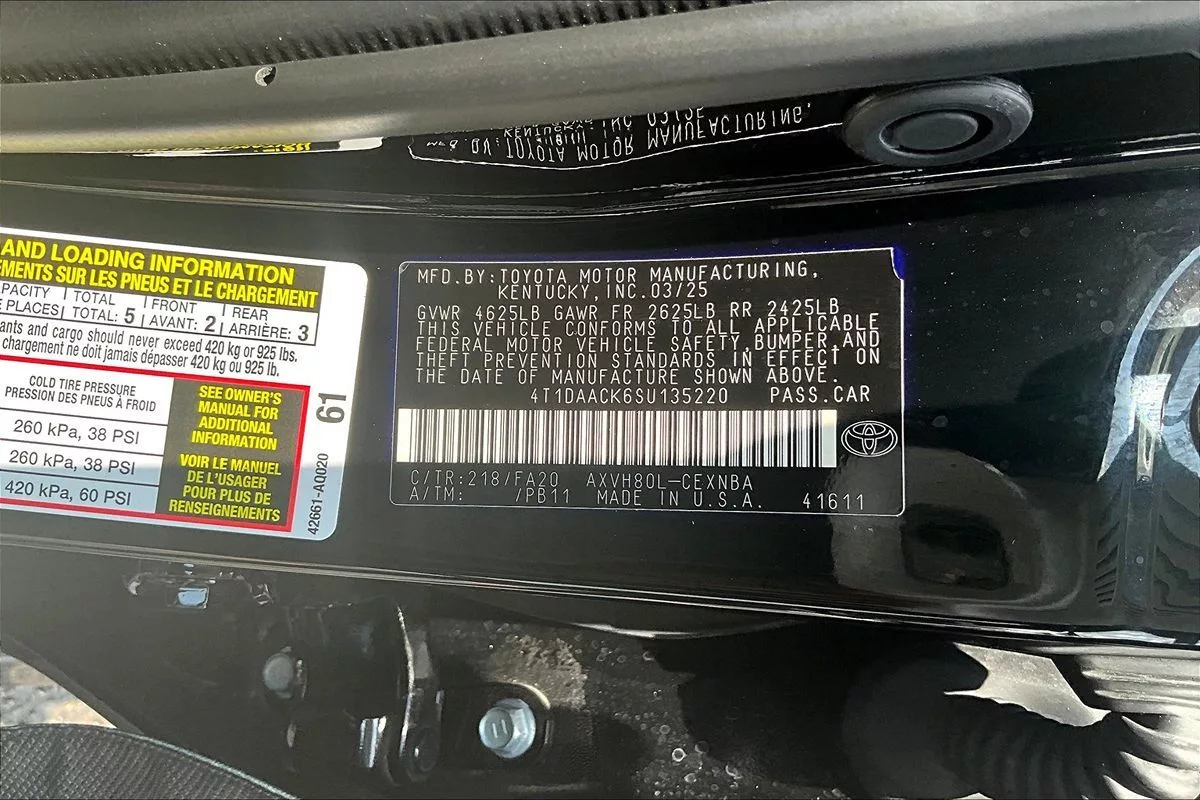 AND LOADING INFORMATION
EMENTS SUR LES PNEUS ET LE CHARGEMENT
APACITY TOTAL FRONT REAR
E PLACES TOTAL: 5 AVANT: 2 ARRIÈRE: 3
ants and cargo should never exceed 420 kg or 925 lbs.
chargement ne doit jamais dépasser 420 kg ou 925 lb.
COLD TIRE PRESSURE
PRESSION DES PNEUS À FROID
260 kPa, 38 PSI
260 kPa, 38 PSI
420 kPa, 60 PSI
SEE OWNER'S
MANUAL FOR
ADDITIONAL
INFORMATION
VOIR LE MANUEL
DE L'USAGER
POUR PLUS DE
RENSEIGNEMENTS
61
42661-A0020
MFD.BY:TOYOTA MOTOR MANUFACTURING,
KENTUCKY,INC.03/25
GVWR 4625LB GAWR FR 2625LB RR 2425LB
THIS VEHICLE CONFORMS TO ALL APPLICABLE
FEDERAL MOTOR VEHICLE SAFETY,BUMPER,AND
THEFT PREVENTION STANDARDS IN EFFECT ON
THE DATE OF MANUFACTURE SHOWN ABOVE.
4T1DAACK6SU135220 PASS.CAR
C/TR:218/FA20 AXVH80L-CEXNBA
A/TM: /PB11 MADE IN U.S.A. 41611